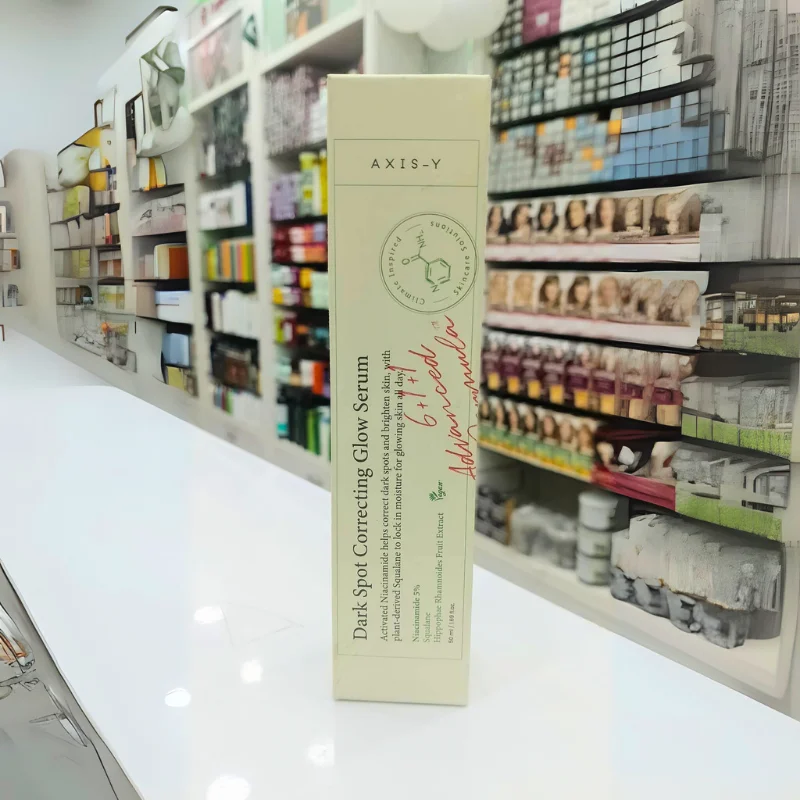 AXIS-Y
Climate Inspired
Skincare Solutions
NH₂
O
N
Dark Spot Correcting Glow Serum
Activated Niacinamide helps correct dark spots and brighten skin, with
plant-derived Squalane to lock in moisture for glowing skin all day.
6+1+1
Advanced
Formula
Vegan
Niacinamide 5%
Squalane
Hippophae Rhamnoides Fruit Extract
50 ml / 1.69 fl.oz.